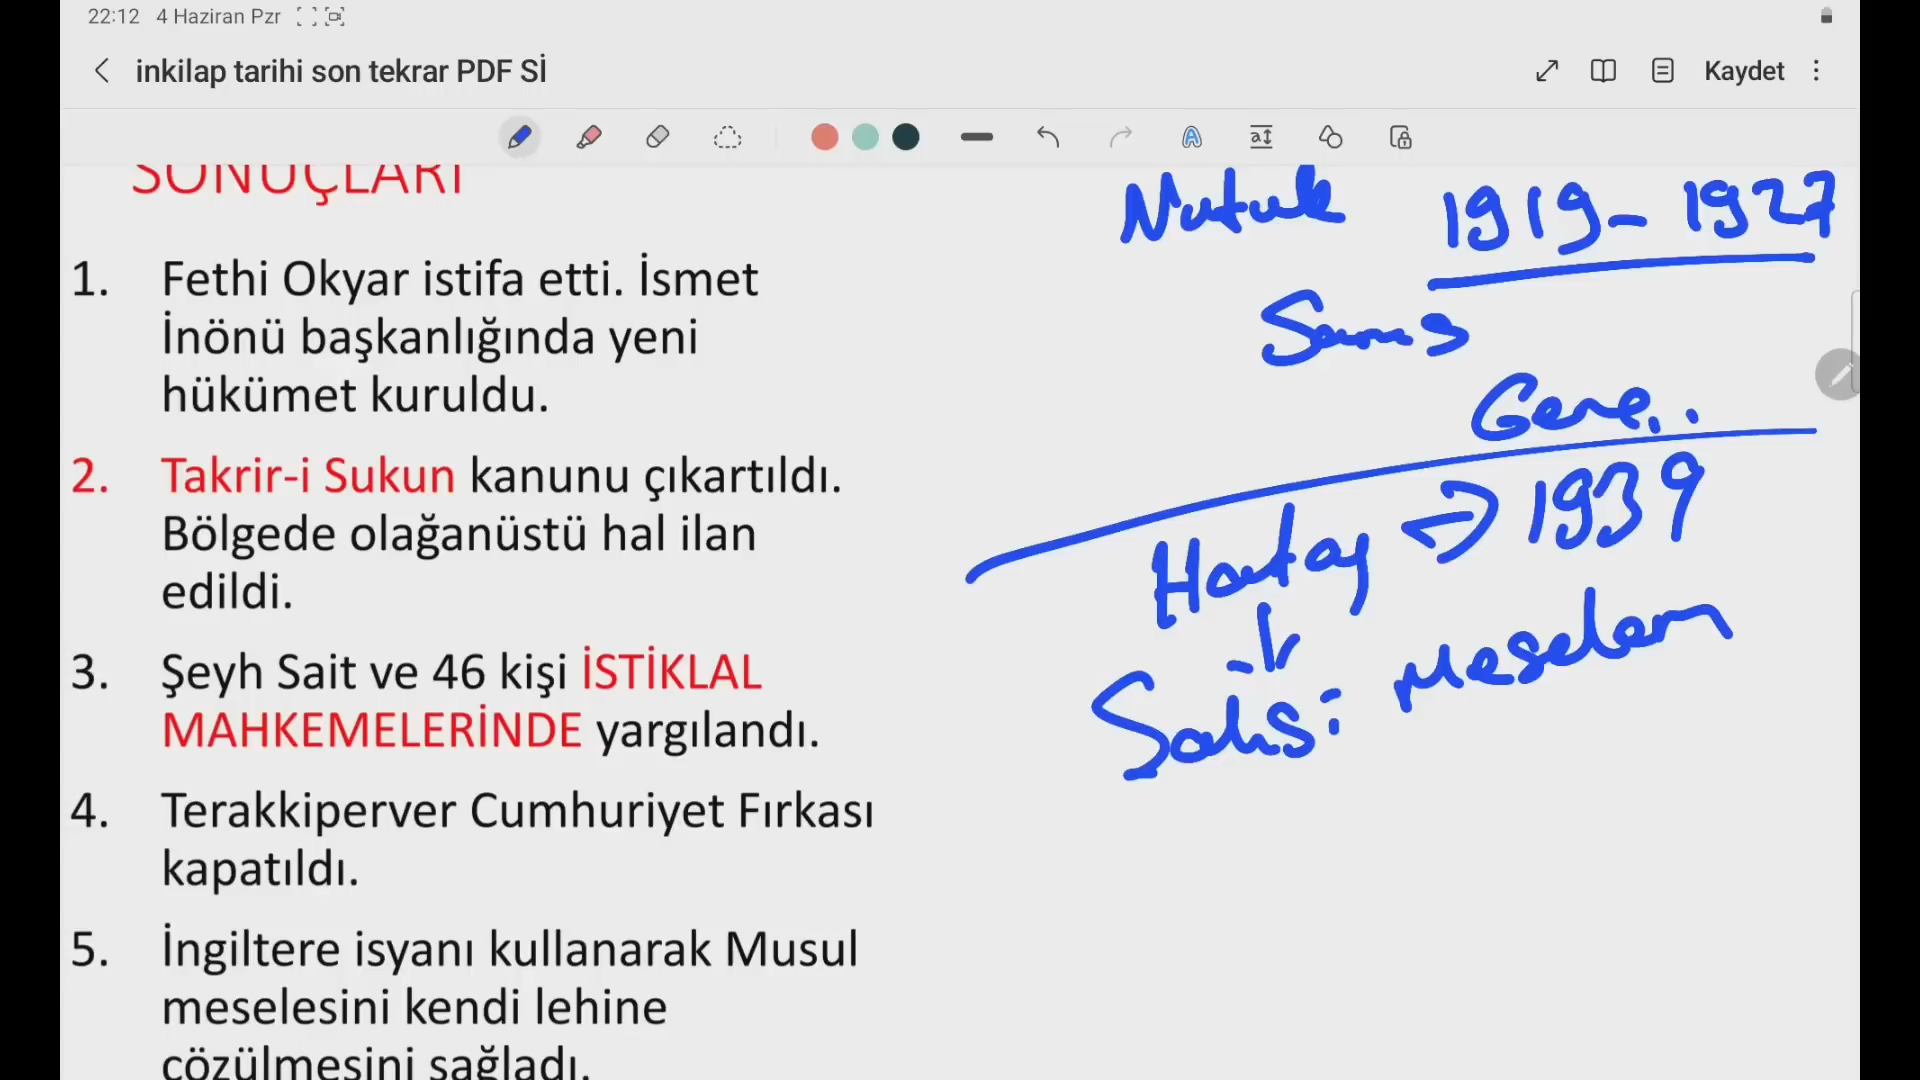 22:12 4 Haziran Pzr
inkilap tarihi son tekrar PDF Sİ
Kaydet
SONUÇLARI
1. Fethi Okyar istifa etti. İsmet
İnönü başkanlığında yeni
hükümet kuruldu.
2. Takrir-i Sukun kanunu çıkartıldı.
Bölgede olağanüstü hal ilan
edildi.
3. Şeyh Sait ve 46 kişi İSTİKLAL
MAHKEMELERİNDE yargılandı.
4. Terakkiperver Cumhuriyet Fırkası
kapatıldı.
5. İngiltere isyanı kullanarak Musul
meselesini kendi lehine
çözülmesini sağladı.
Nutuk 1919-1927
Hatay 1939
Şahsi meselem